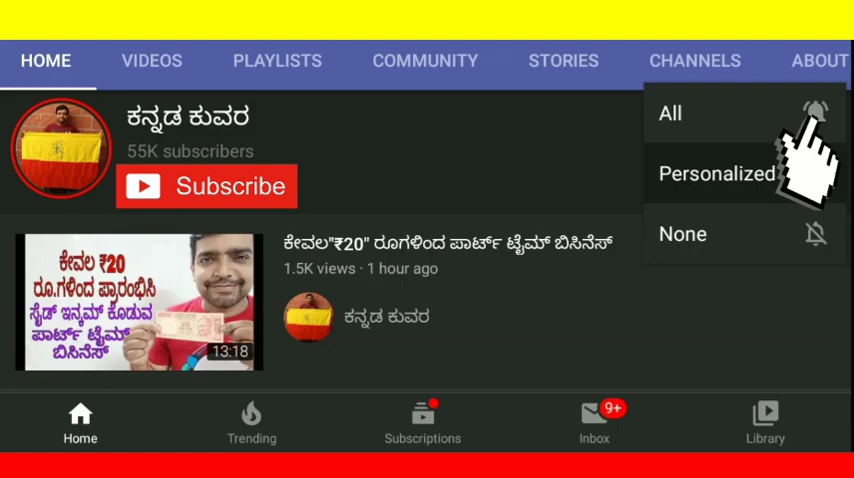 HOME VIDEOS PLAYLISTS COMMUNITY STORIES CHANNELS ABOUT
ಕನ್ನಡ ಕುವರ
55K subscribers
Subscribe
All
Personalized
None
ಕೇವಲ ₹20
ರೂ.ಗಳಿಂದ ಪ್ರಾರಂಭಿಸಿ
ಸೈಡ್ ಇನ್ಕಮ್ ಕೊಡುವ
ಪಾರ್ಟ್ ಟೈಮ್
ಬಿಸಿನೆಸ್
13:18
ಕೇವಲ"₹20" ರೂಗಳಿಂದ ಪಾರ್ಟ್ ಟೈಮ್ ಬಿಸಿನೆಸ್
1.5K views · 1 hour ago
ಕನ್ನಡ ಕುವರ
9+
Home Trending Subscriptions Inbox Library